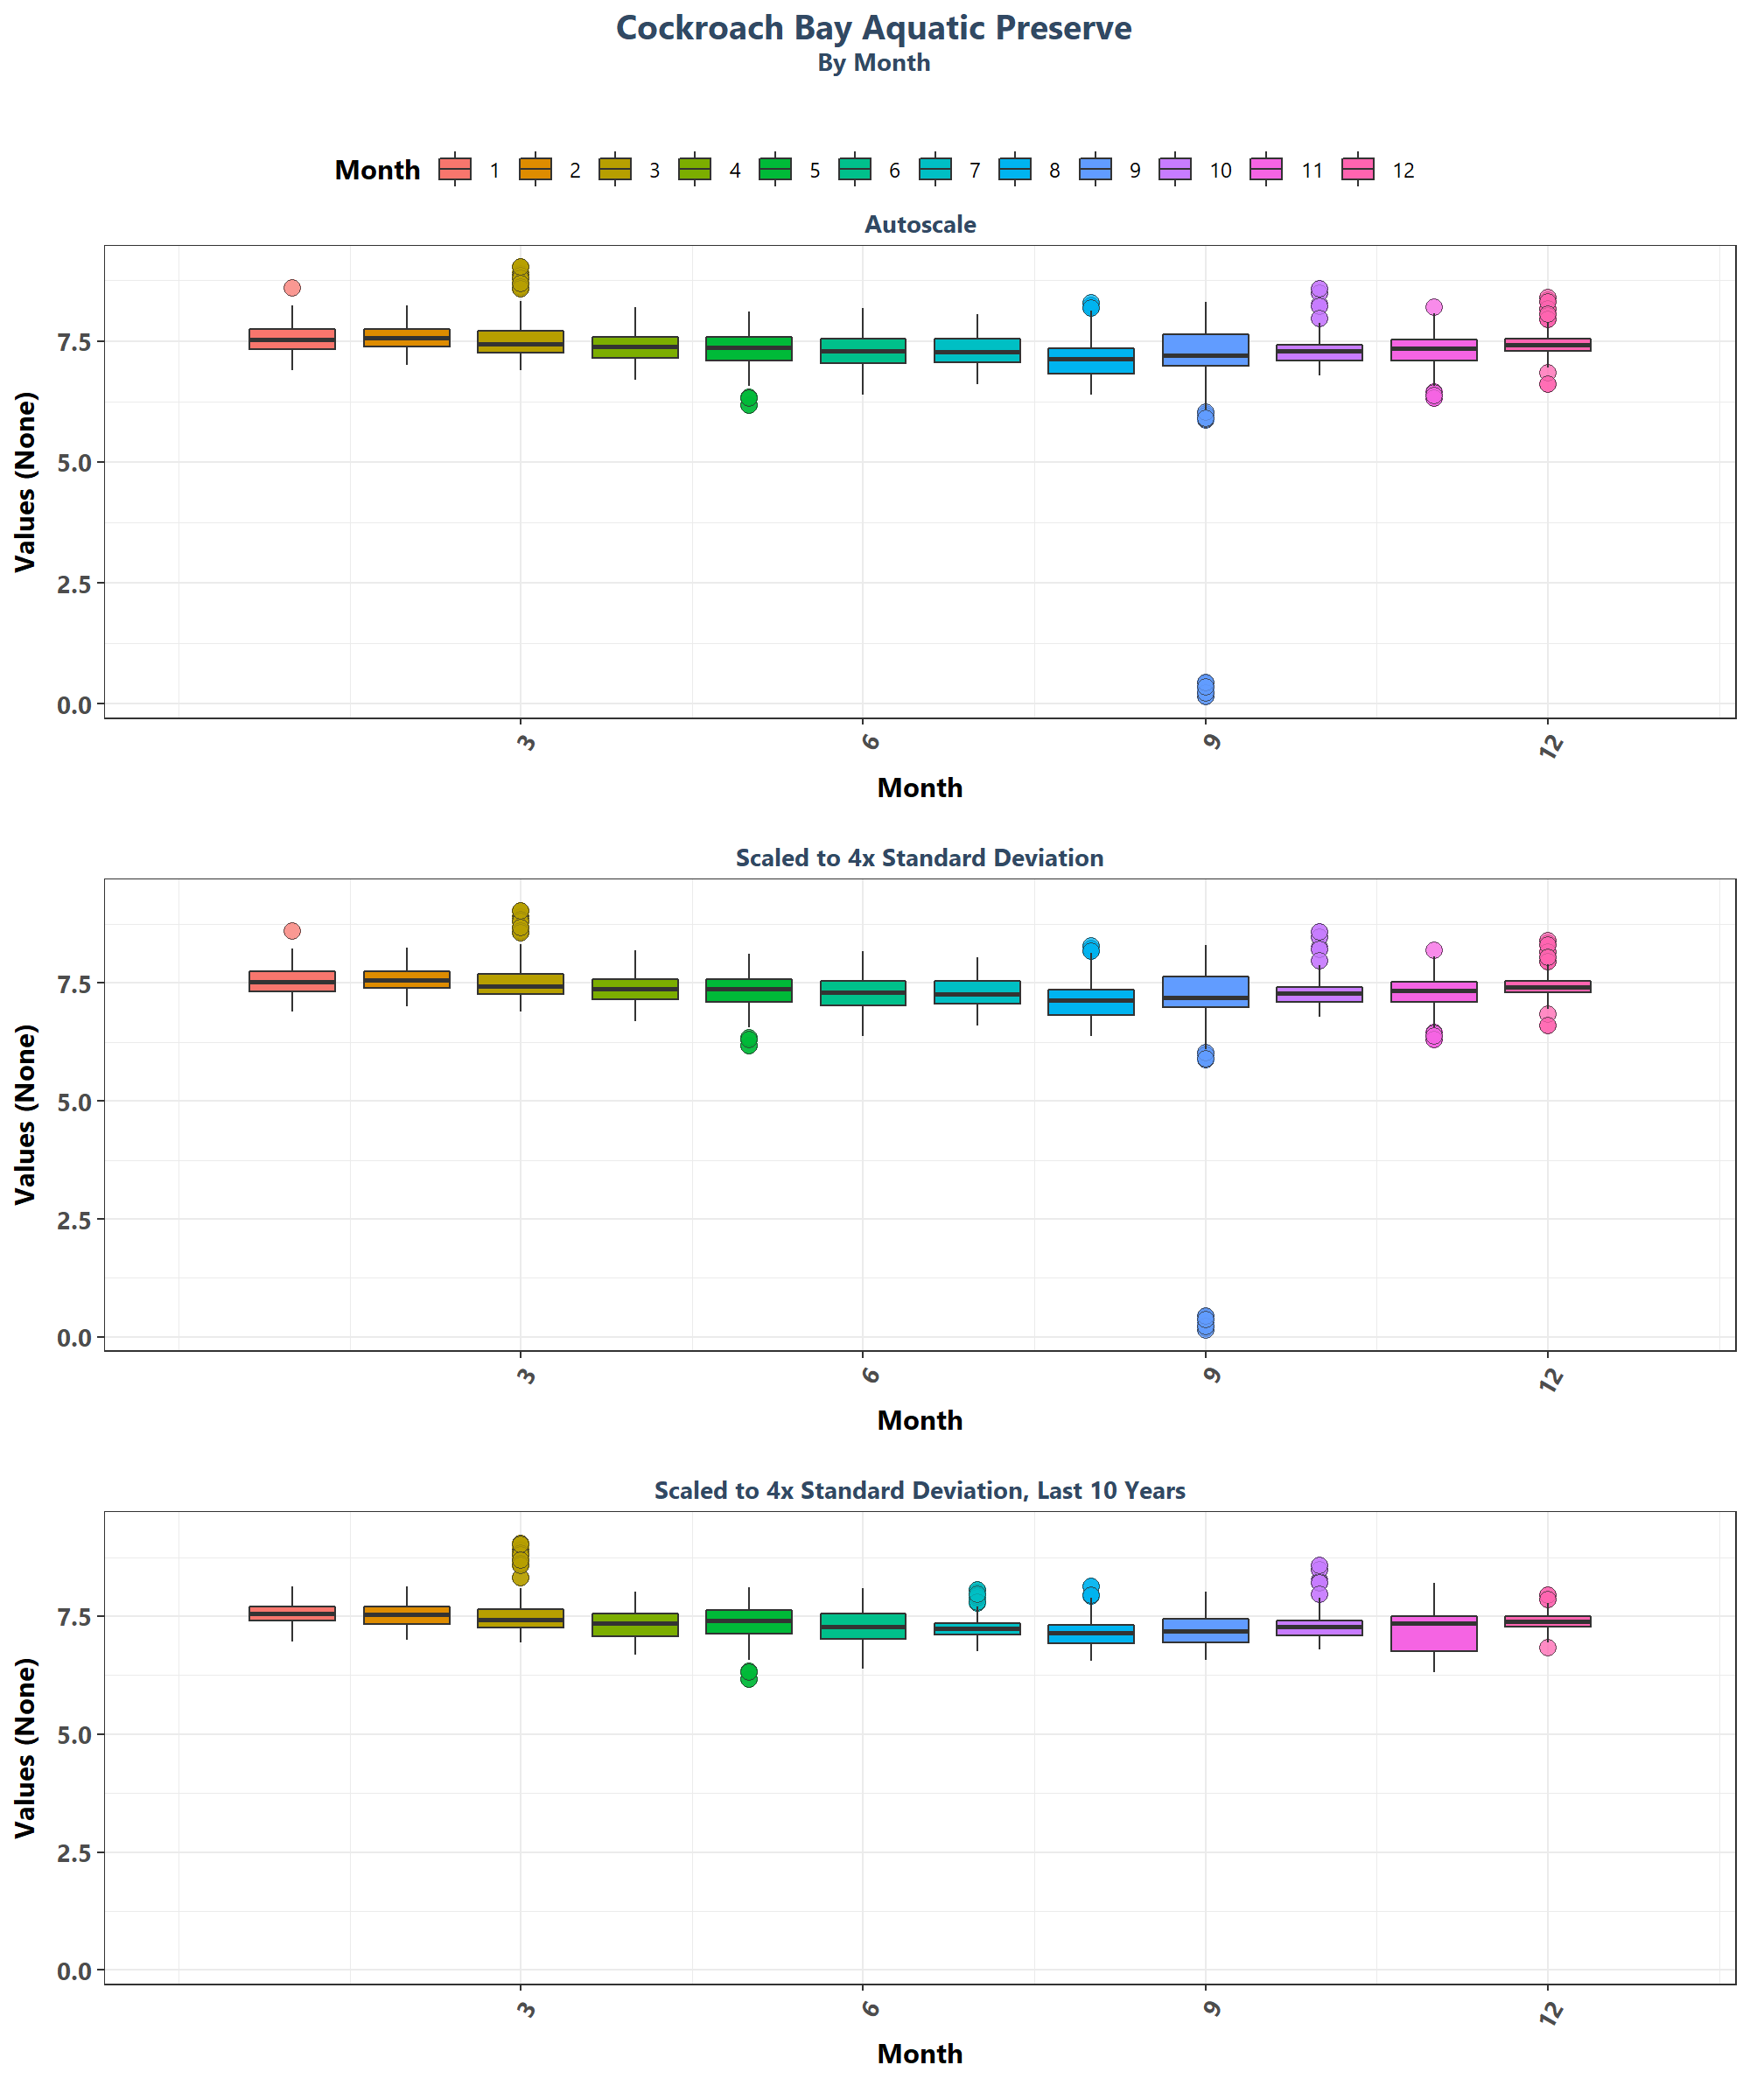 Cockroach Bay Aquatic Preserve
By Month
Month 1 2 3 4 5 6 7 8 9 10 11 12
Autoscale
Values (None)
7.5
5.0
2.5
0.0
3 6 9 12
Month
Scaled to 4x Standard Deviation
Values (None)
7.5
5.0
2.5
0.0
3 6 9 12
Month
Scaled to 4x Standard Deviation, Last 10 Years
Values (None)
7.5
5.0
2.5
0.0
3 6 9 12
Month